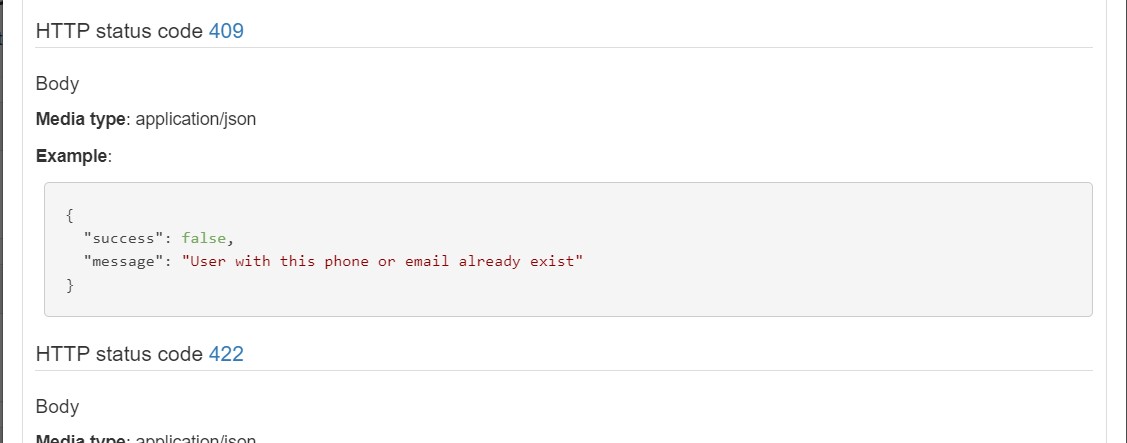 HTTP status code 409
Body
Media type: application/json
Example:
{
"success": false,
"message": "User with this phone or email already exist"
}
HTTP status code 422
Body
Media type: application/json